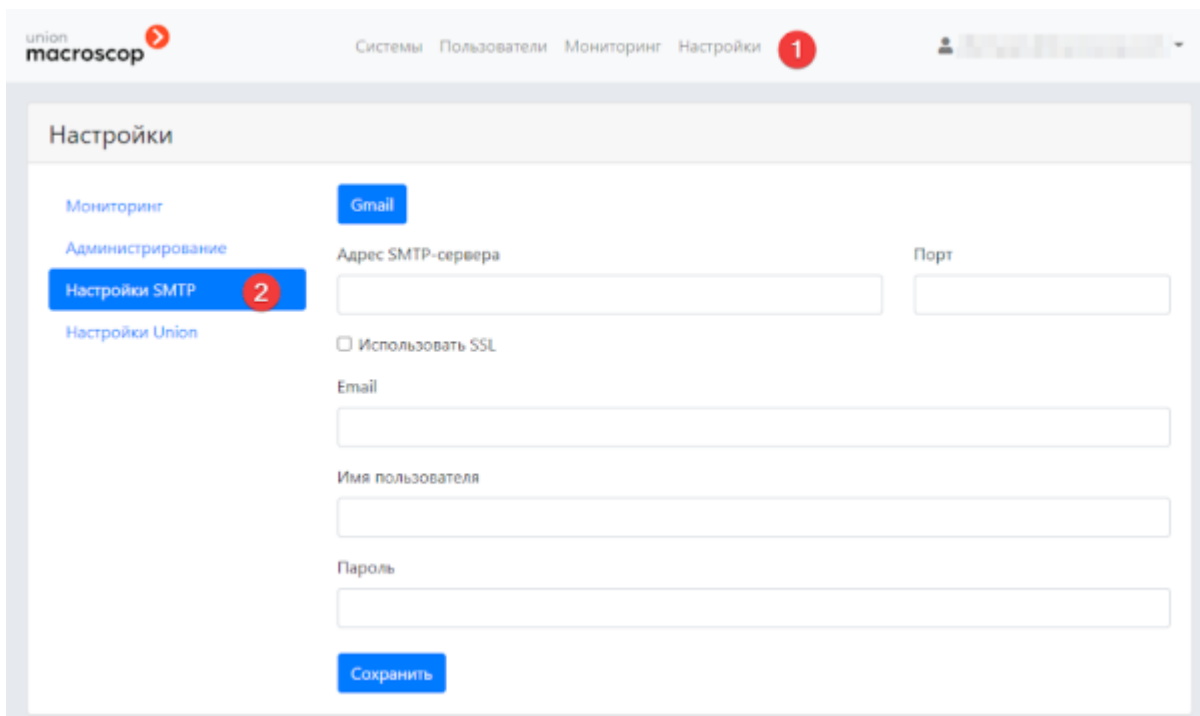 union
macroscop
Системы Пользователи Мониторинг Настройки 1
Настройки
Мониторинг
Администрирование
Настройки SMTP 2
Настройки Union
Gmail
Адрес SMTP-сервера
Порт
Использовать SSL
Email
Имя пользователя
Пароль
Сохранить